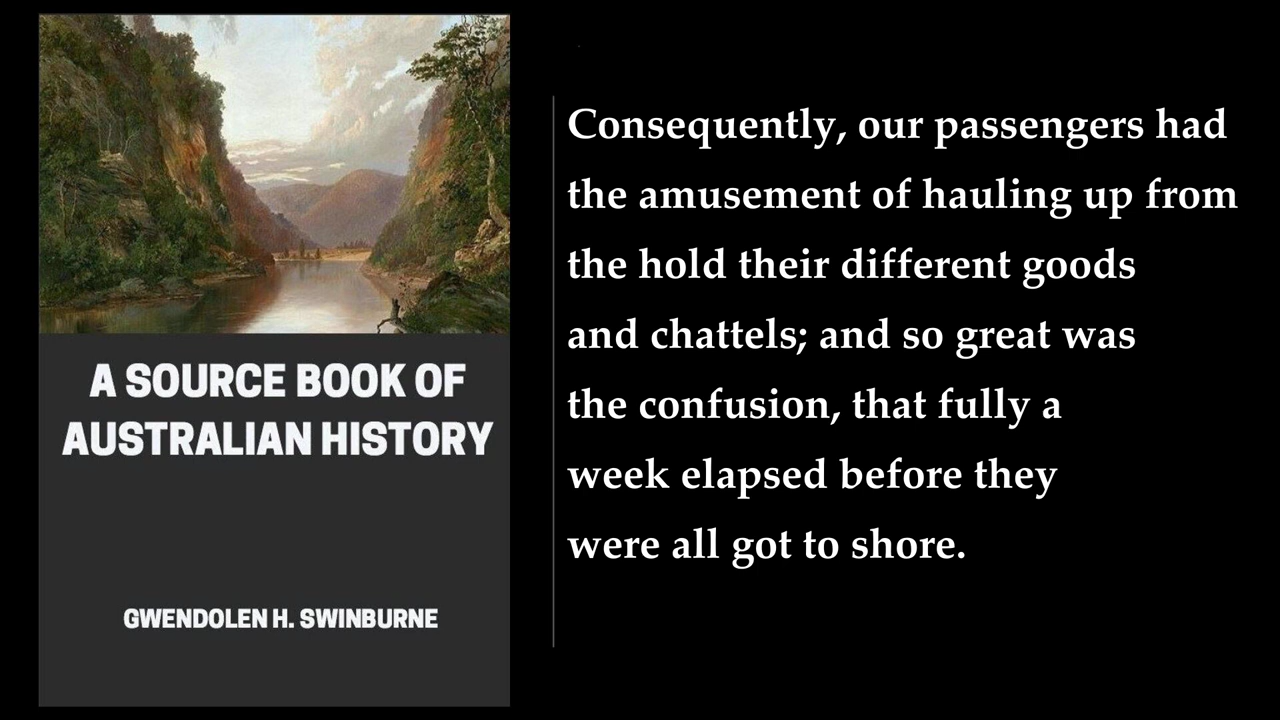 A SOURCE BOOK OF
AUSTRALIAN HISTORY
GWENDOLEN H. SWINBURNE
Consequently, our passengers had
the amusement of hauling up from
the hold their different goods
and chattels; and so great was
the confusion, that fully a
week elapsed before they
were all got to shore.